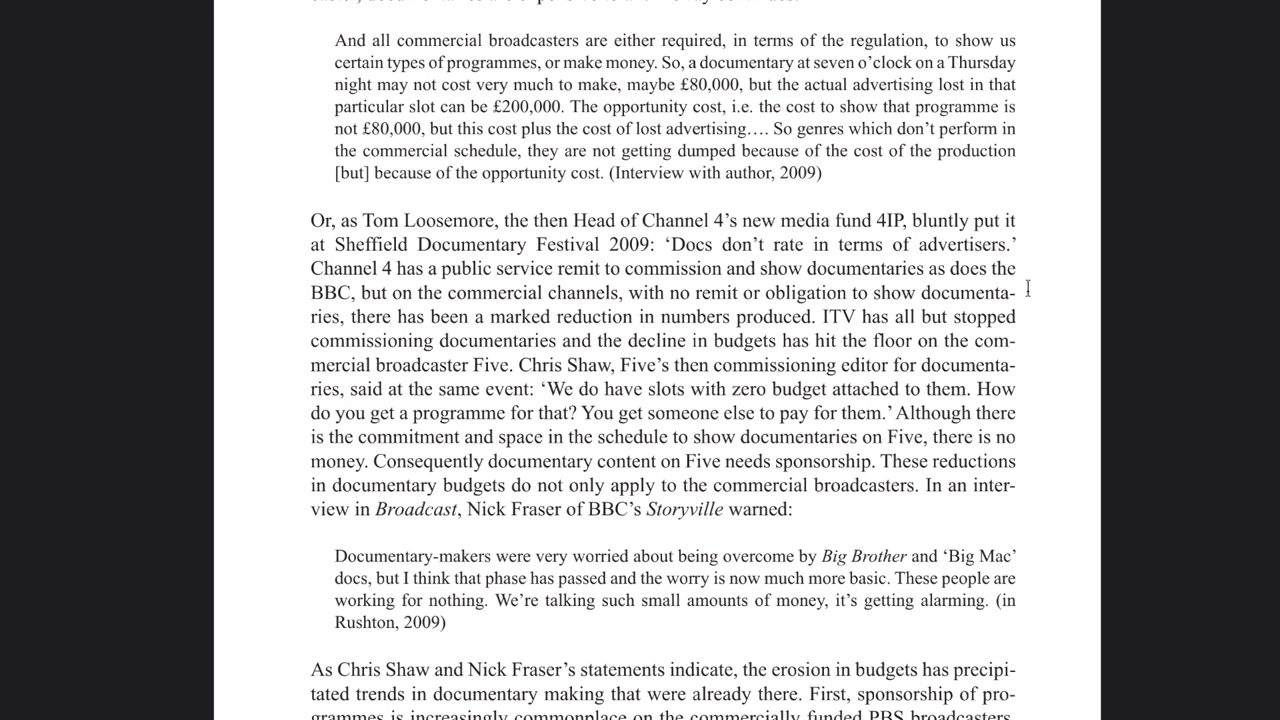 And all commercial broadcasters are either required, in terms of the regulation, to show us
certain types of programmes, or make money. So, a documentary at seven o’clock on a Thursday
night may not cost very much to make, maybe £80,000, but the actual advertising lost in that
particular slot can be £200,000. The opportunity cost, i.e. the cost to show that programme is
not £80,000, but this cost plus the cost of lost advertising…. So genres which don’t perform in
the commercial schedule, they are not getting dumped because of the cost of the production
[but] because of the opportunity cost. (Interview with author, 2009)
Or, as Tom Loosemore, the then Head of Channel 4’s new media fund 4IP, bluntly put it
at Sheffield Documentary Festival 2009: ‘Docs don’t rate in terms of advertisers.’
Channel 4 has a public service remit to commission and show documentaries as does the
BBC, but on the commercial channels, with no remit or obligation to show documenta-
ries, there has been a marked reduction in numbers produced. ITV has all but stopped
commissioning documentaries and the decline in budgets has hit the floor on the com-
mercial broadcaster Five. Chris Shaw, Five’s then commissioning editor for documenta-
ries, said at the same event: ‘We do have slots with zero budget attached to them. How
do you get a programme for that? You get someone else to pay for them.’ Although there
is the commitment and space in the schedule to show documentaries on Five, there is no
money. Consequently documentary content on Five needs sponsorship. These reductions
in documentary budgets do not only apply to the commercial broadcasters. In an inter-
view in Broadcast, Nick Fraser of BBC’s Storyville warned:
Documentary-makers were very worried about being overcome by Big Brother and ‘Big Mac’
docs, but I think that phase has passed and the worry is now much more basic. These people are
working for nothing. We’re talking such small amounts of money, it’s getting alarming. (in
Rushton, 2009)
As Chris Shaw and Nick Fraser’s statements indicate, the erosion in budgets has precipi-
tated trends in documentary making that were already there. First, sponsorship of pro-
grammes is increasingly commonplace on the commercially funded PBS broadcasters,